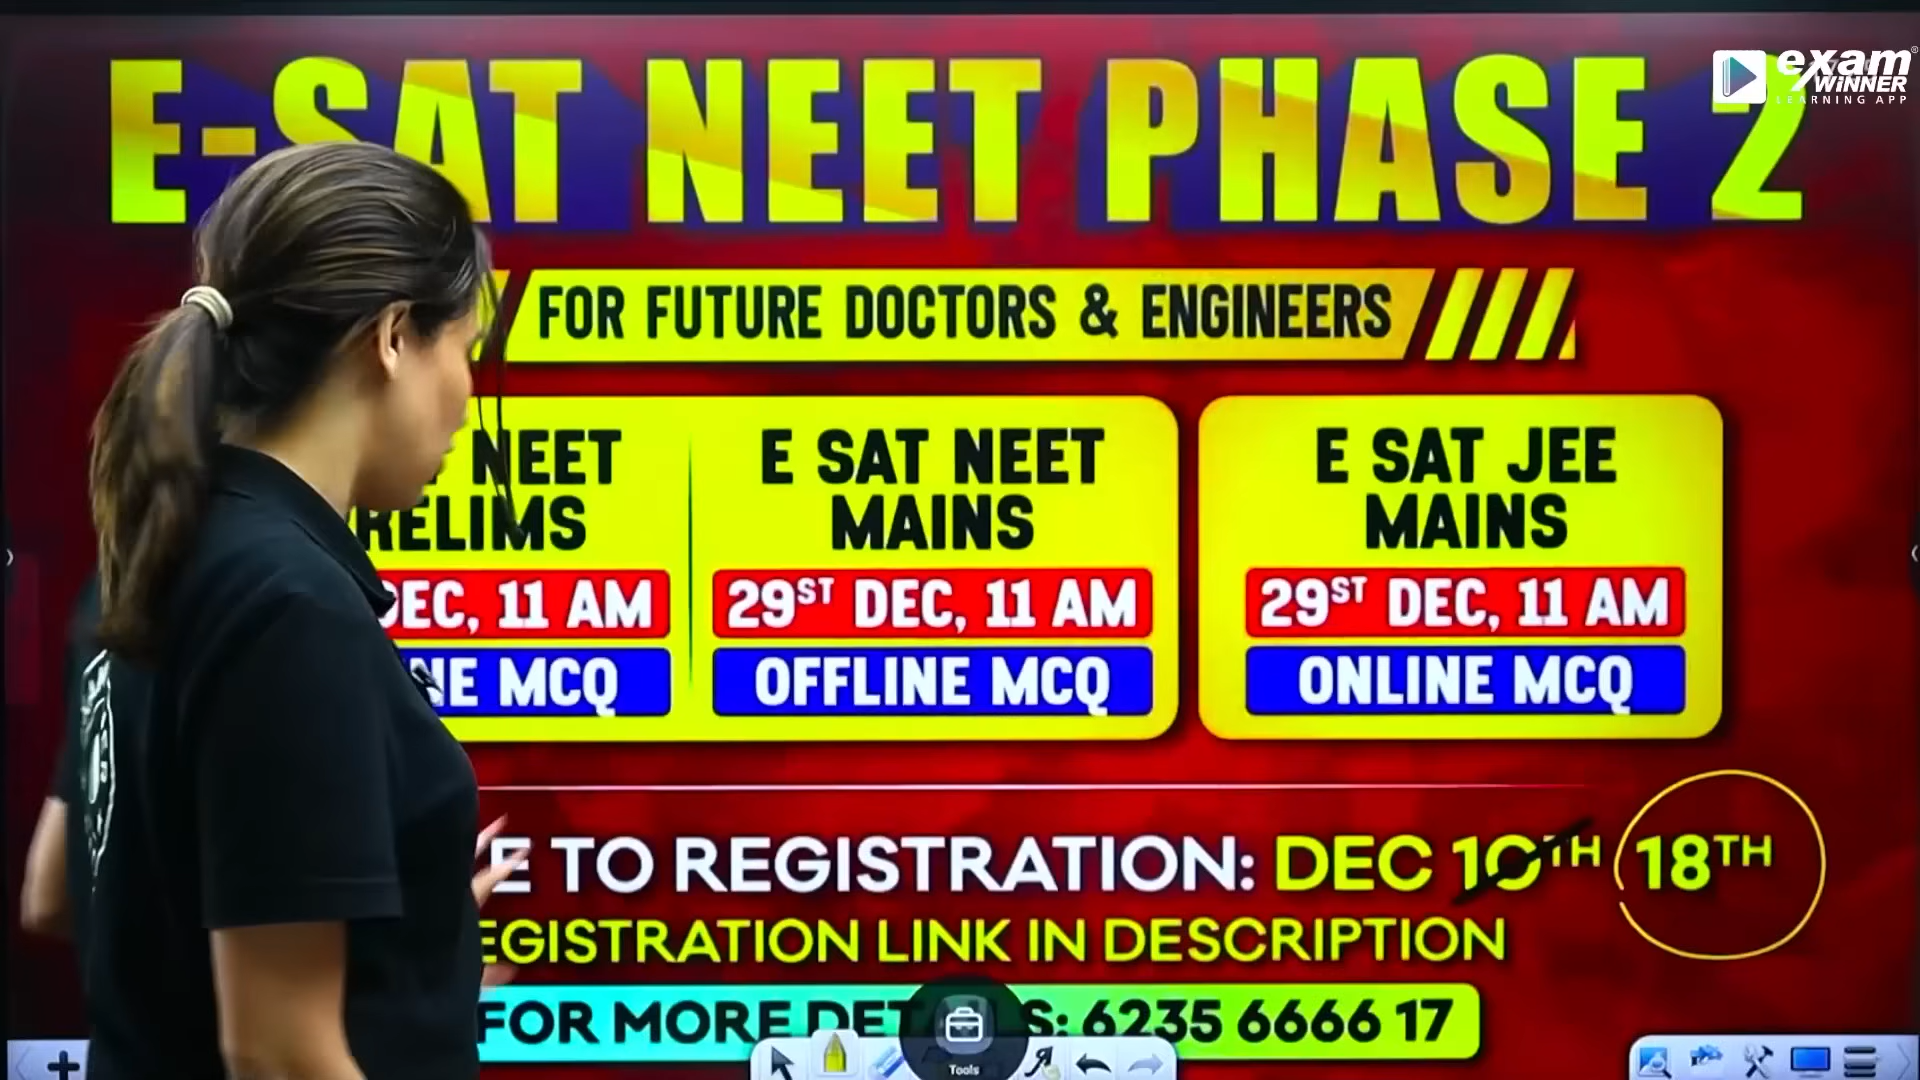 E-SAT NEET PHASE 2
exam WINNER
LEARNING APP
FOR FUTURE DOCTORS & ENGINEERS
NEET
E SAT NEET
MAINS
E SAT JEE
MAINS
DEC, 11 AM
29ST DEC, 11 AM
29ST DEC, 11 AM
MCQ
OFFLINE MCQ
ONLINE MCQ
TO REGISTRATION: DEC 10TH 18TH
LINK IN DESCRIPTION
FOR MORE : 6235 6666 17
Tools